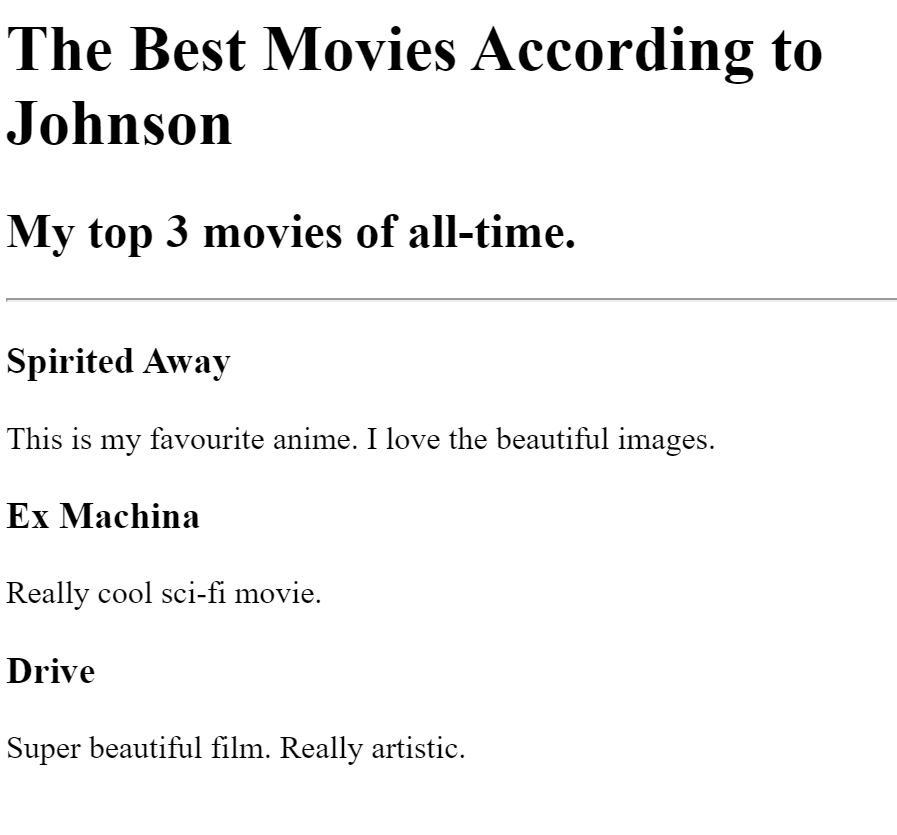 The Best Movies According to
Johnson
My top 3 movies of all-time.
Spirited Away
This is my favourite anime. I love the beautiful images.
Ex Machina
Really cool sci-fi movie.
Drive
Super beautiful film. Really artistic.